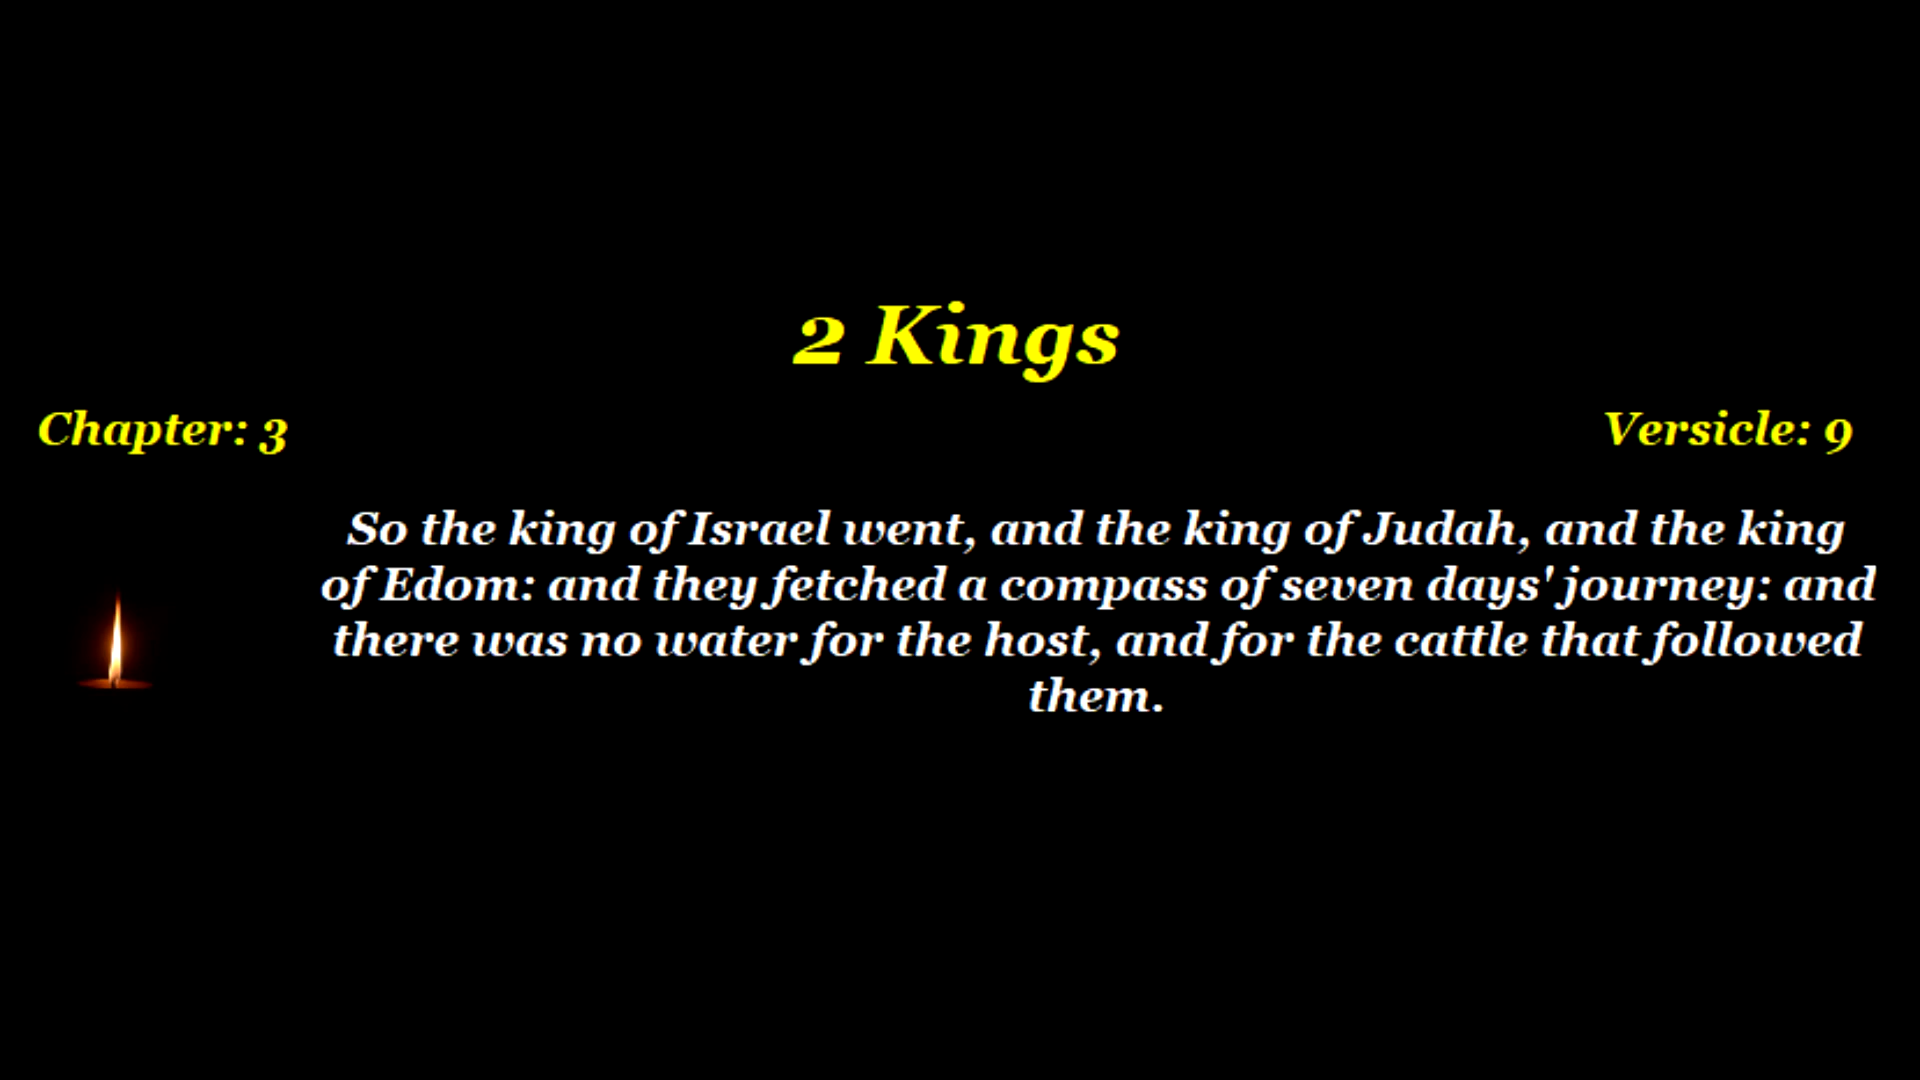 2 Kings
Chapter: 3
Versicle: 9
So the king of Israel went, and the king of Judah, and the king
of Edom: and they fetched a compass of seven days' journey: and
there was no water for the host, and for the cattle that followed
them.